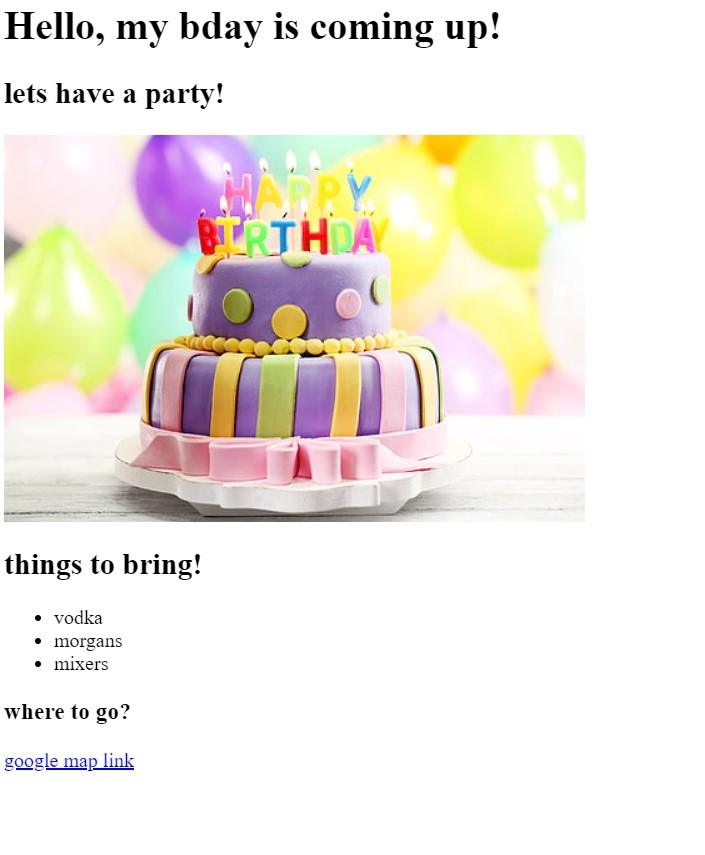 Hello, my bday is coming up!
lets have a party!
HAPPY
BIRTHDAY
things to bring!
vodka
morgans
mixers
where to go?
google map link